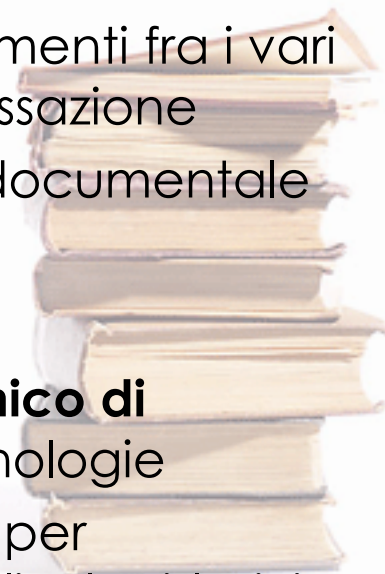 menti fra i vari
ssazione
documentale
nico di
nologie
per